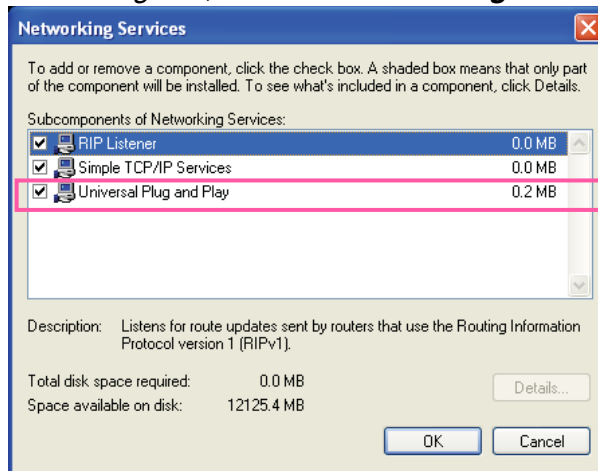 Networking Services
To add or remove a component, click the check box. A shaded box means that only part
of the component will be installed. To see what's included in a component, click Details.
Subcomponents of Networking Services:
RIP Listener 0.0 MB
Simple TCP/IP Services 0.0 MB
Universal Plug and Play 0.2 MB
Description: Listens for route updates sent by routers that use the Routing Information
Protocol version 1 (RIPv1).
Total disk space required: 0.0 MB
Details...
Space available on disk: 12125.4 MB
OK Cancel